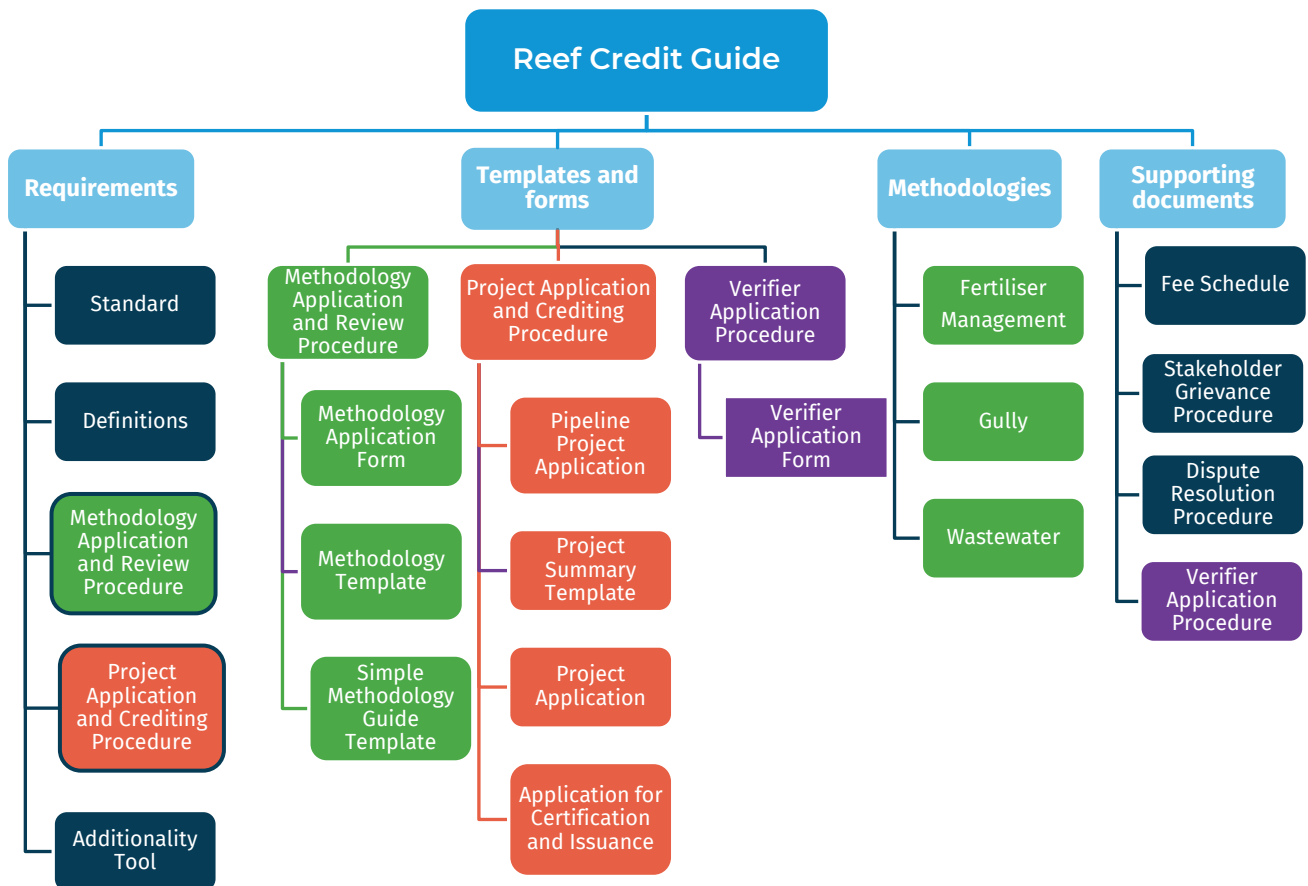 Reef Credit Guide
Requirements
Standard
Definitions
Methodology
Application
and Review
Procedure
Project
Application
and Crediting
Procedure
Additionality
Tool
Templates and
forms
Methodology
Application
and Review
Procedure
Methodology
Application
Form
Methodology
Template
Simple
Methodology
Guide
Template
Project Application
and Crediting
Procedure
Pipeline
Project
Application
Project
Summary
Template
Project
Application
Application for
Certification
and Issuance
Verifier
Application
Procedure
Verifier
Application
Form
Methodologies
Fertiliser
Management
Gully
Wastewater
Supporting
documents
Fee Schedule
Stakeholder
Grievance
Procedure
Dispute
Resolution
Procedure
Verifier
Application
Procedure